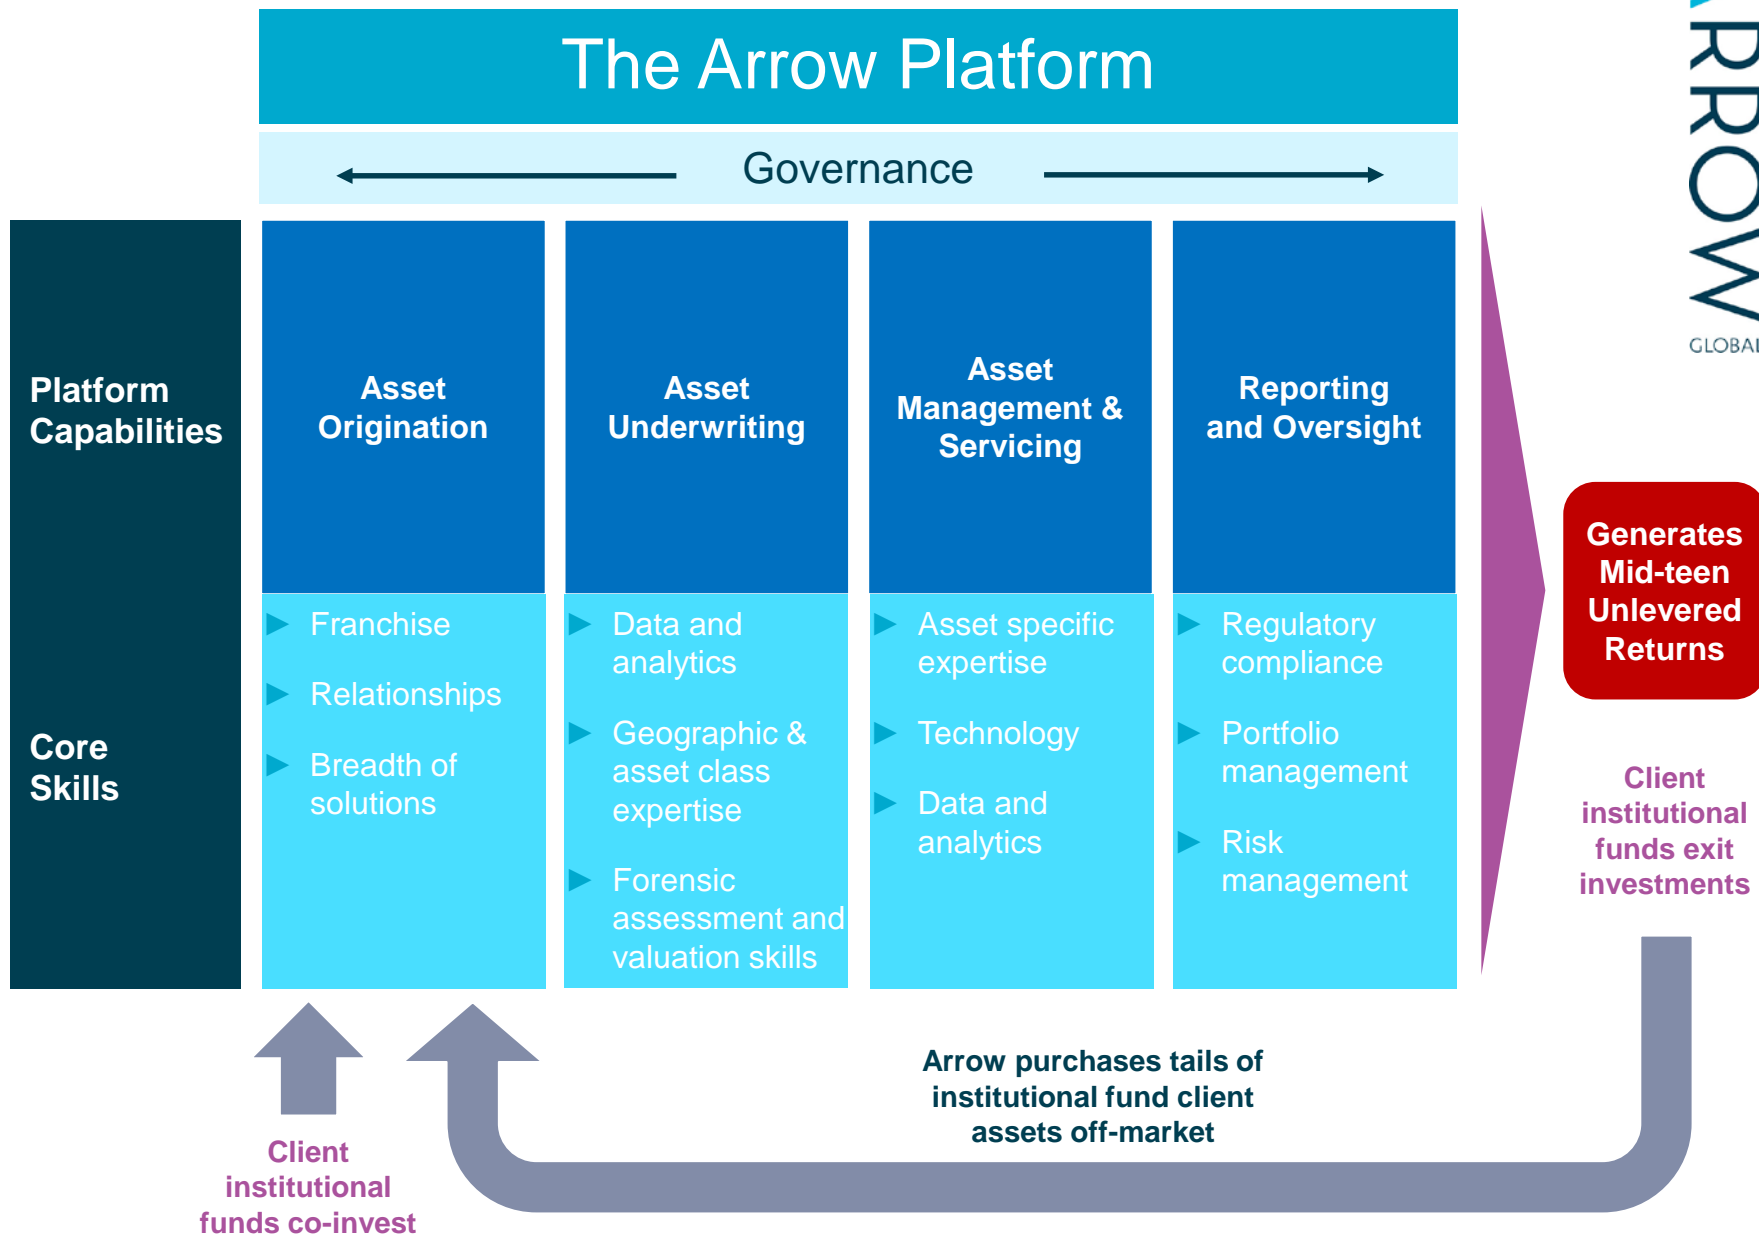 The Arrow Platform
Governance
Platform
Capabilities
Asset
Origination
Asset
Underwriting
Asset
Management &
Servicing
Reporting
and Oversight
Core
Skills
Franchise
Relationships
Breadth of
solutions
Data and
analytics
Geographic &
asset class
expertise
Forensic
assessment and
valuation skills
Asset specific
expertise
Technology
Data and
analytics
Regulatory
compliance
Portfolio
management
Risk
management
Generates
Mid-teen
Unlevered
Returns
Client
institutional
funds exit
investments
Arrow purchases tails of
institutional fund client
assets off-market
Client
institutional
funds co-invest
ARROW
GLOBAL